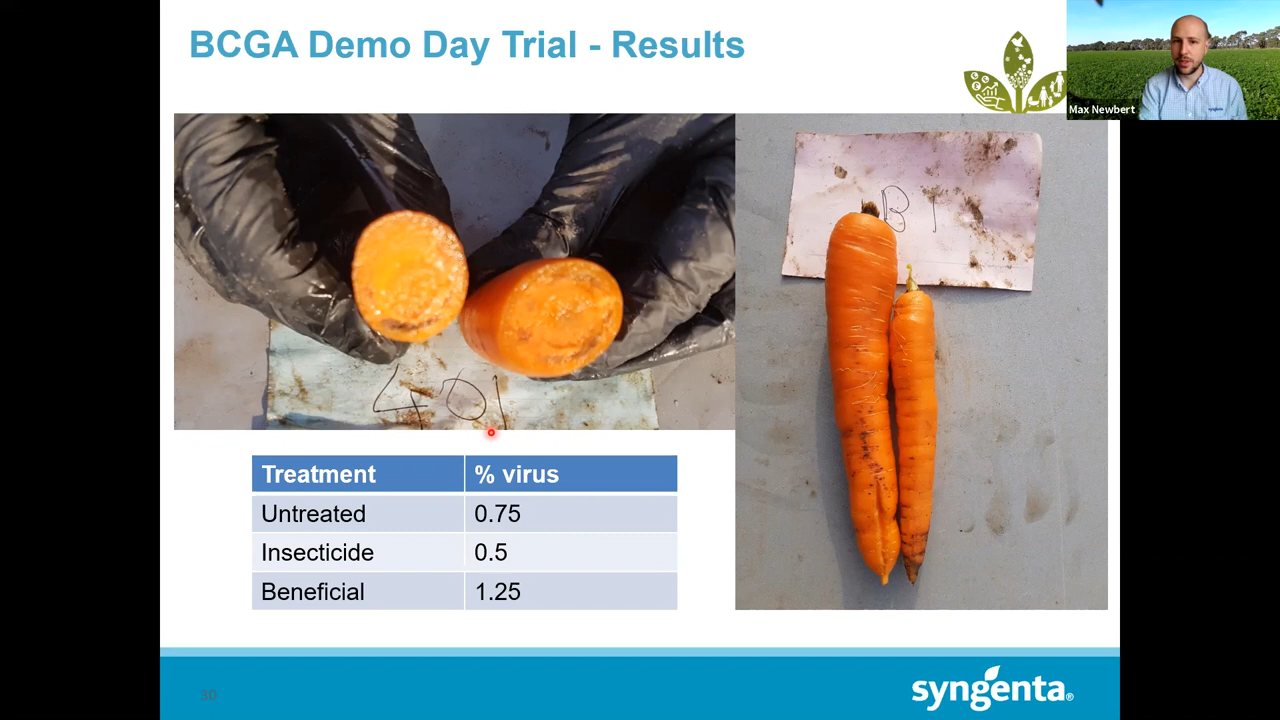 BCGA Demo Day Trial - Results
Max Newbert
B1
401
Treatment % virus
Untreated 0.75
Insecticide 0.5
Beneficial 1.25
30
syngenta®